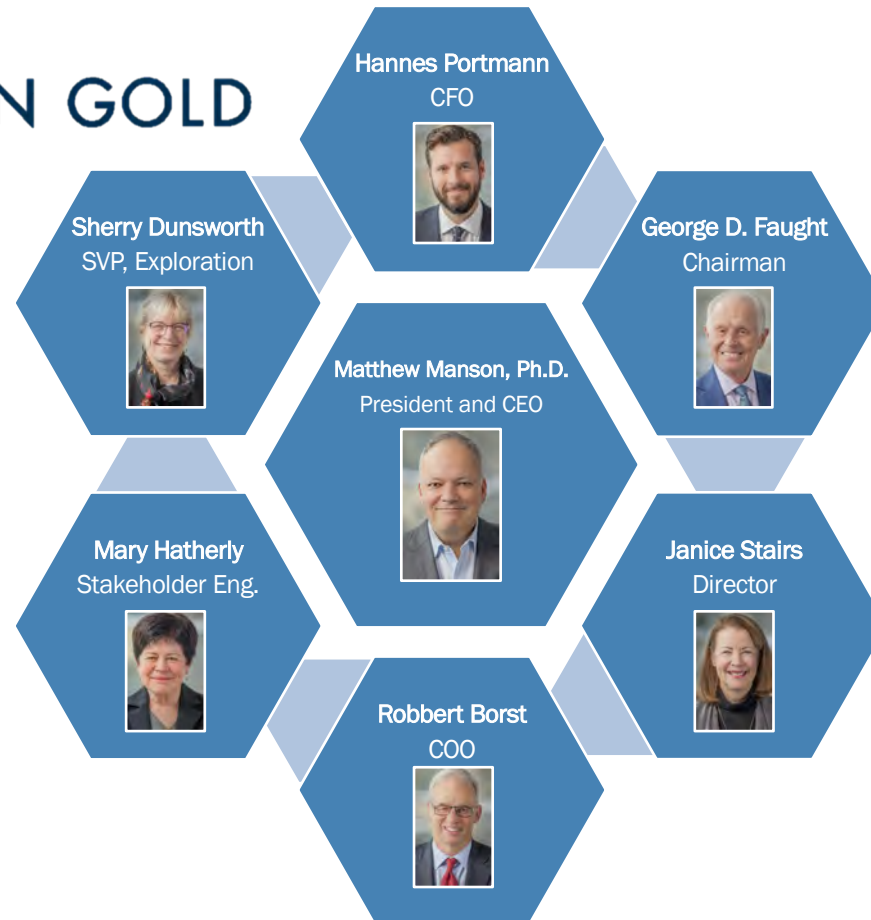 N GOLD
Hannes Portmann
CFO
Sherry Dunsworth
SVP, Exploration
George D. Faught
Chairman
Matthew Manson, Ph.D.
President and CEO
Mary Hatherly
Stakeholder Eng.
Janice Stairs
Director
Robbert Borst
COO